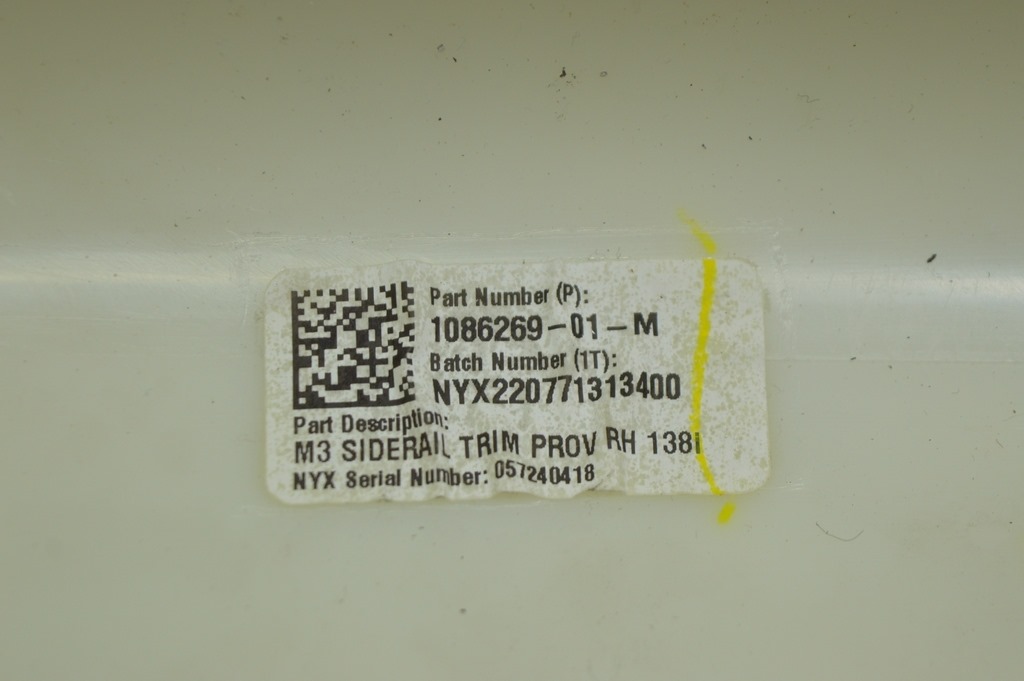 Part Number (P):
1086269-01-M
Batch Number (1T):
NYX220771313400
Part Description:
M3 SIDERAIL TRIM PROV RH 138i
NYX Serial Number: 057240418